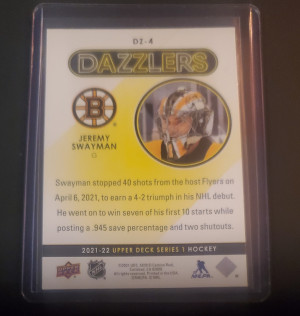 DZ-4
DAZZLERS
B
JEREMY
SWAYMAN
G
Swayman stopped 40 shots from the host Flyers on
April 6, 2021, to earn a 4-2 triumph in his NHL debut.
He went on to win seven of his first 10 starts while
posting a .945 save percentage and two shutouts.
2021-22 UPPER DECK SERIES 1 HOCKEY